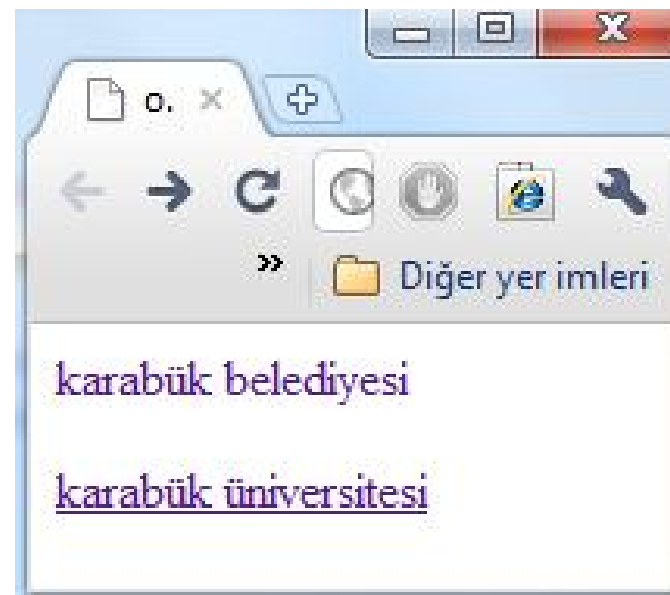 o.
» Diğer yer imleri
karabük belediyesi
karabük üniversitesi